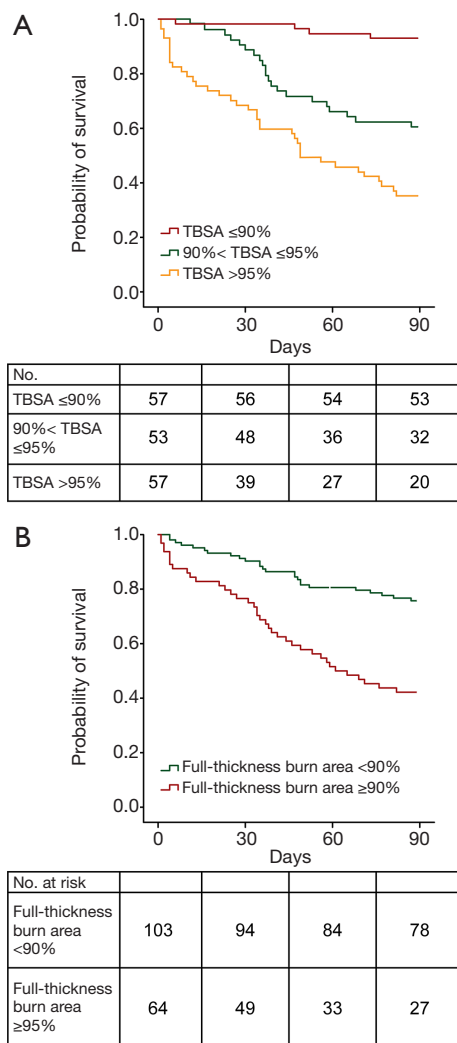 A
Probability of survival
1.0
0.8
0.6
0.4
0.2
0.0
TBSA ≤90%
90%< TBSA ≤95%
TBSA >95%
0 30 60 90
Days
No.
TBSA ≤90% 57 56 54 53
90%< TBSA
≤95% 53 48 36 32
TBSA >95% 57 39 27 20
B
Probability of survival
1.0
0.8
0.6
0.4
0.2
0.0
Full-thickness burn area <90%
Full-thickness burn area ≥90%
0 30 60 90
Days
No. at risk
Full-thickness
burn area 103 94 84 78
<90%
Full-thickness
burn area 64 49 33 27
≥95%